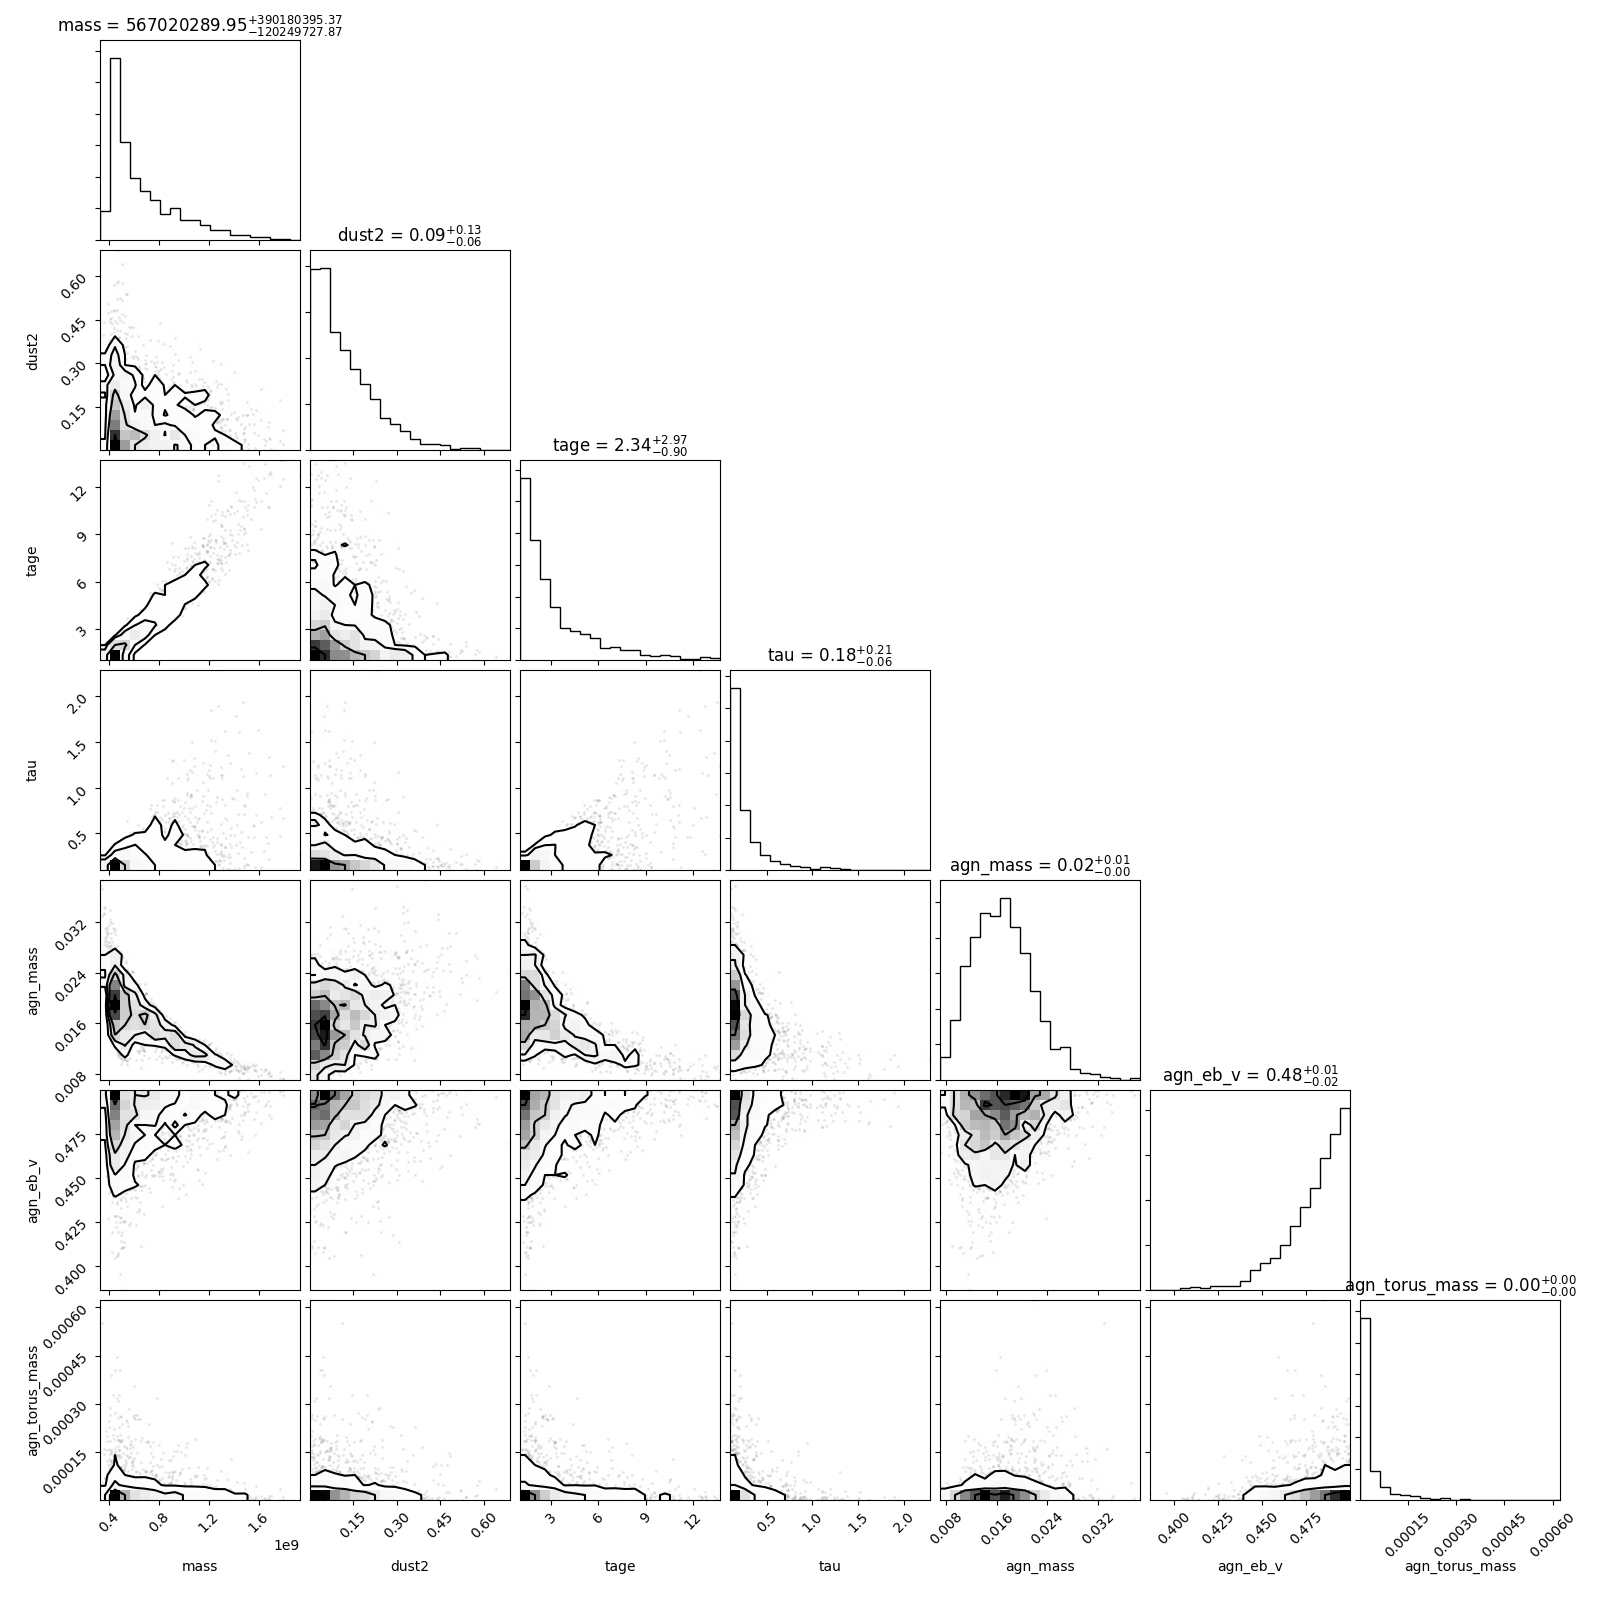 mass = 567020289.95+390180395.37−120249727.87
dust2 = 0.09+0.13−0.06
0.60
0.45
0.30
0.15
dust2
tage = 2.34+2.97−0.90
12
9
6
3
tage
tau = 0.18+0.21−0.06
2.0
1.5
1.0
0.5
tau
agn_mass = 0.02+0.01−0.00
0.032
0.024
0.016
0.008
agn_mass
agn_eb_v = 0.48+0.01−0.02
0.475
0.450
0.425
0.400
agn_eb_v
agn_torus_mass = 0.00+0.00−0.00
0.00060
0.00045
0.00030
0.00015
agn_torus_mass
0.4 0.8 1.2 1.6 0.15 0.30 0.45 0.60 3 6 9 12 0.5 1.0 1.5 2.0 0.008 0.016 0.024 0.032 0.400 0.425 0.450 0.475 0.00015 0.00030 0.00045 0.00060
1e9
mass dust2 tage tau agn_mass agn_eb_v agn_torus_mass